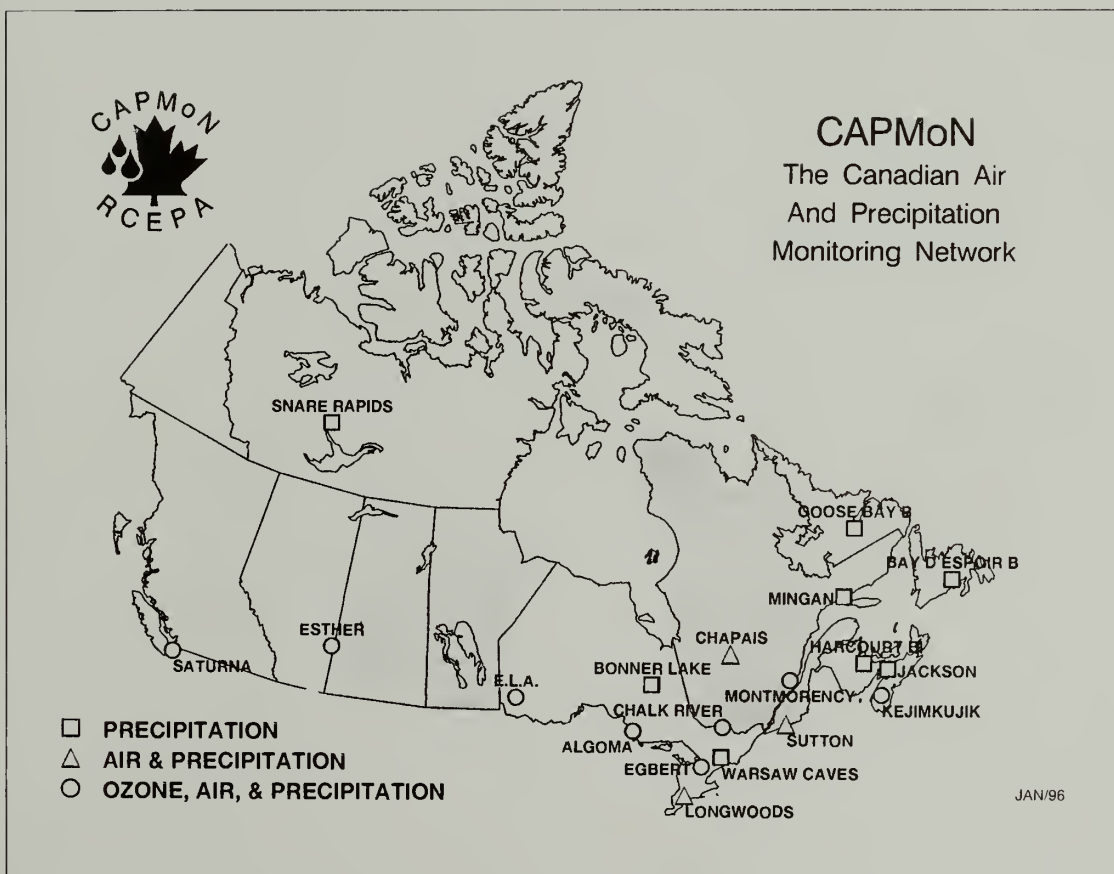 CAPMoN
RCEPA
CAPMoN
The Canadian Air
And Precipitation
Monitoring Network
SNARE RAPIDS
GOOSE BAY B
BAY D'ESPOIR B
MINGAN
ESTHER
CHAPAIS
HARCOURT B
SATURNA
BONNER LAKE
JACKSON
E.L.A.
MONTMORENCY
CHALK RIVER
KEJIMKUJIK
ALGOMA
SUTTON
EGBERT
WARSAW CAVES
LONGWOODS
PRECIPITATION
AIR & PRECIPITATION
OZONE, AIR, & PRECIPITATION
JAN/96